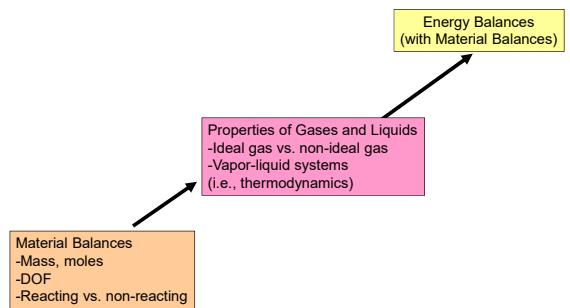 Energy Balances
(with Material Balances)
Properties of Gases and Liquids
-Ideal gas vs. non-ideal gas
-Vapor-liquid systems
(i.e., thermodynamics)
Material Balances
-Mass, moles
-DOF
-Reacting vs. non-reacting